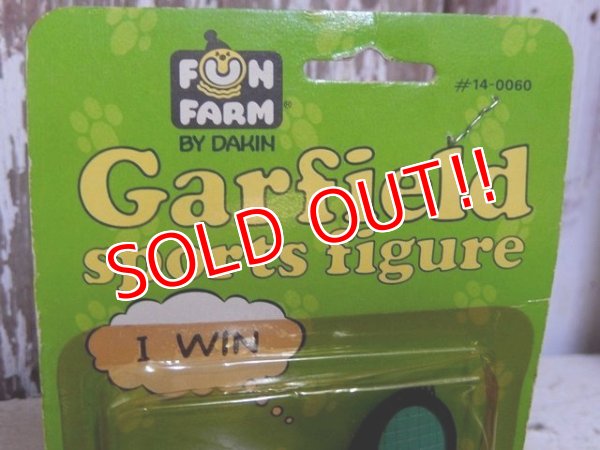 FUN
FARM®
BY DAKIN
#14-0060
Garfield
sports figure
SOLD OUT!!
I WIN